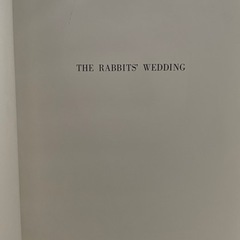 THE RABBITS' WEDDING